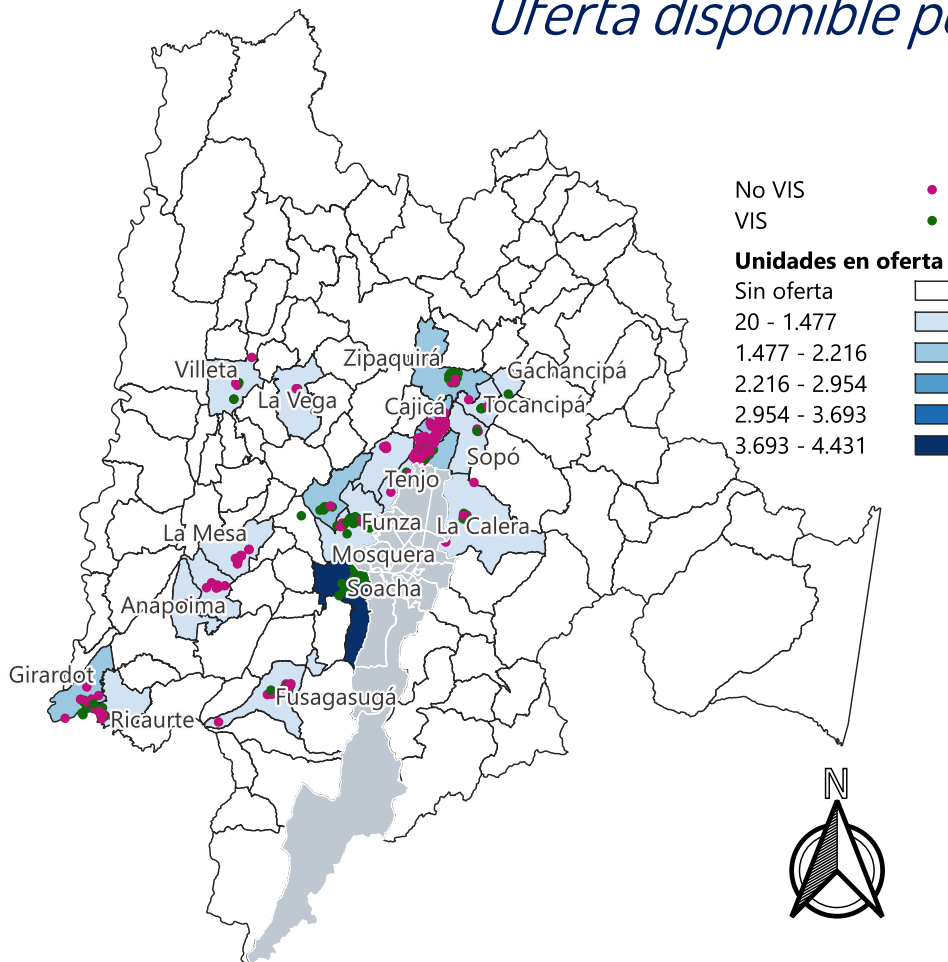 Oferta disponible po
No VIS
VIS
Unidades en oferta
Sin oferta
20 - 1.477
1.477 - 2.216
2.216 - 2.954
2.954 - 3.693
3.693 - 4.431
Zipaquirá
Villeta
Gáchancipá
La Vega
Cajicá
Tocancipá
Sopó
Tenjo
Funza
La Calera
La Mesa
Mosquera
Soacha
Anapoima
Girardot
Fusagasugá
Ricaurte
N